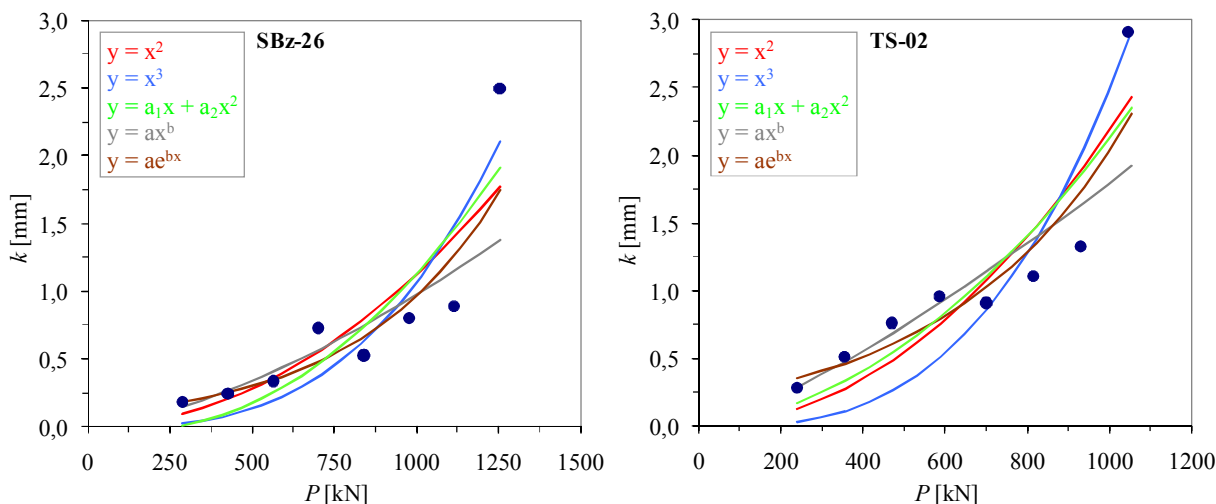 SBz-26
y = x²
y = x³
y = a₁x + a₂x²
y = axᵇ
y = aeᵇˣ
3,0
2,5
2,0
1,5
1,0
0,5
0,0
k [mm]
0 250 500 750 1000 1250 1500
P [kN]
TS-02
y = x²
y = x³
y = a₁x + a₂x²
y = axᵇ
y = aeᵇˣ
3,0
2,5
2,0
1,5
1,0
0,5
0,0
k [mm]
0 200 400 600 800 1000 1200
P [kN]